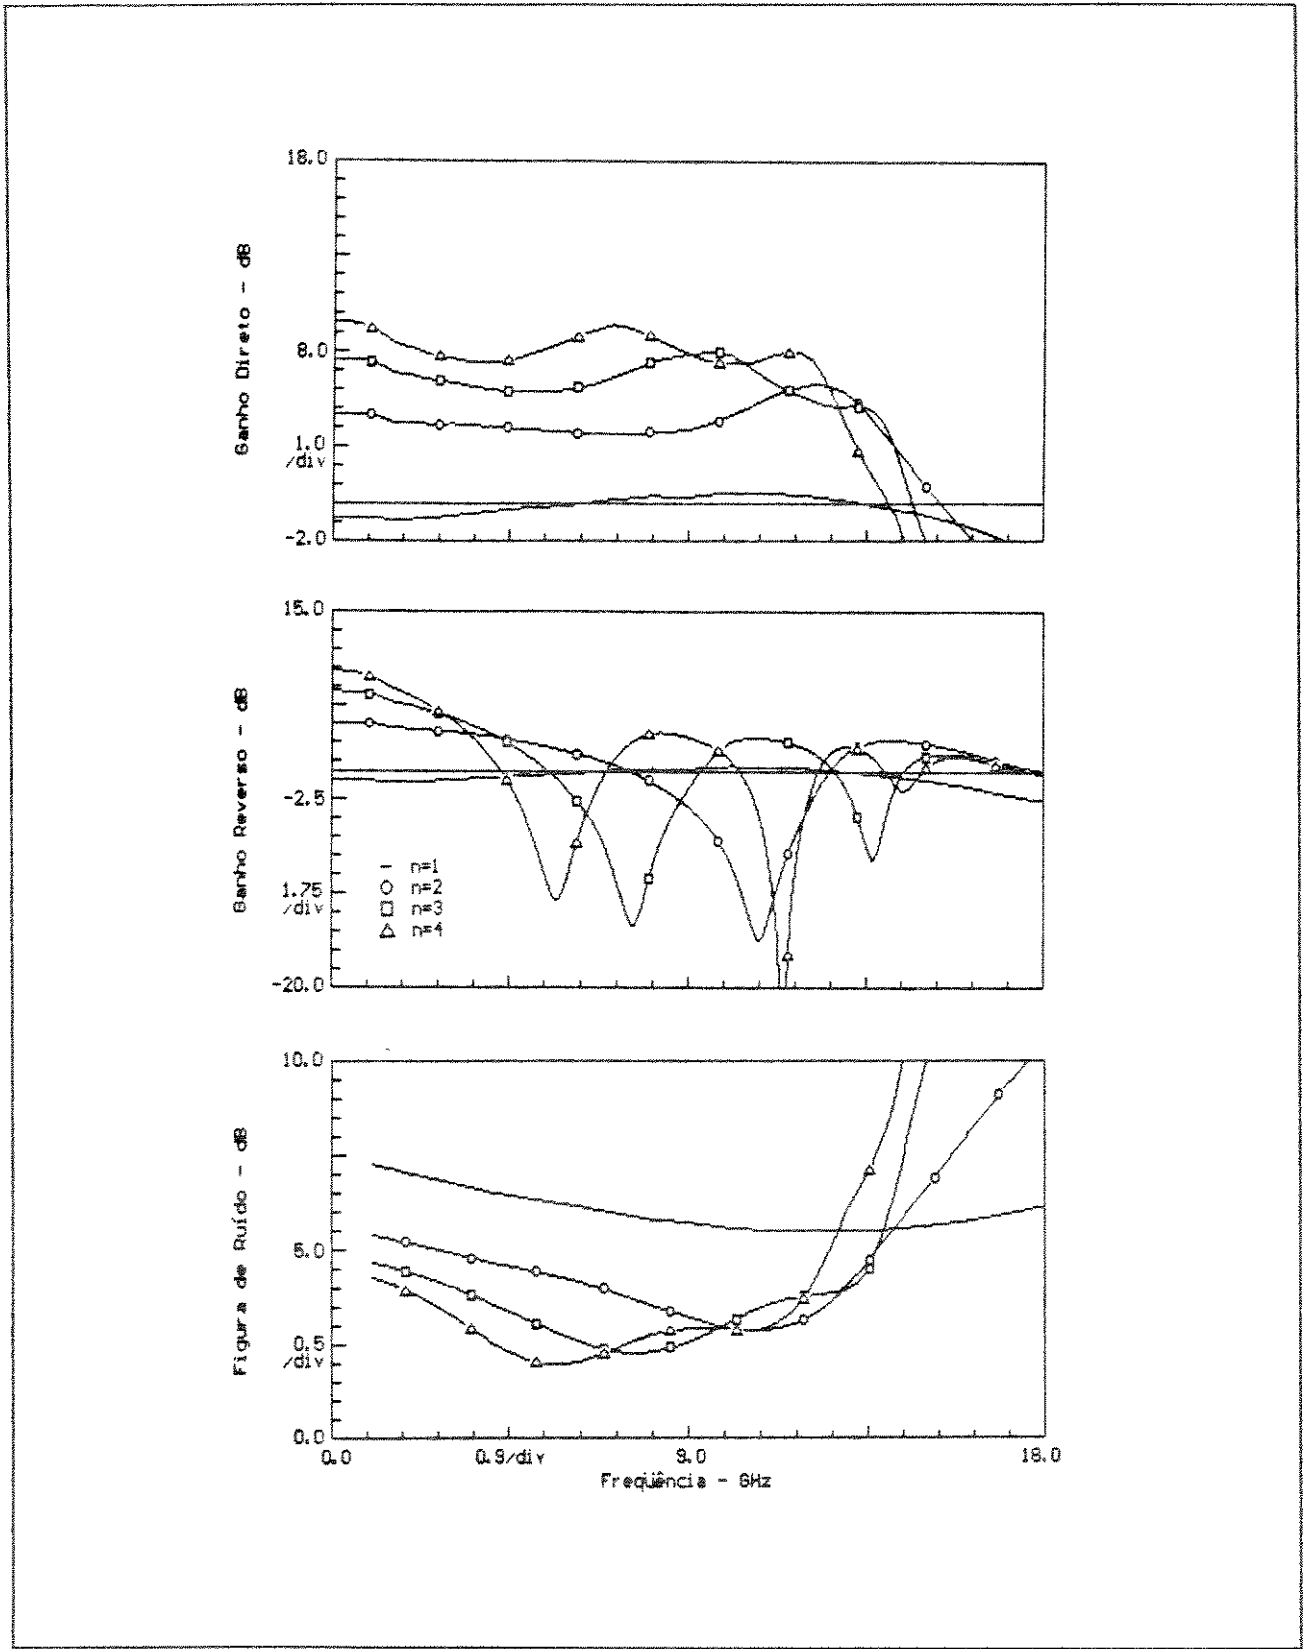 18.0
Ganho Direto - dB
8.0
1.0
/div
-2.0
15.0
Ganho Reverso - dB
-2.5
1.75
/div
-20.0
n=1
n=2
n=3
n=4
10.0
Figura de Ruído - dB
5.0
0.5
/div
0.0
0.0 0.9/div 9.0 18.0
Freqüência - GHz